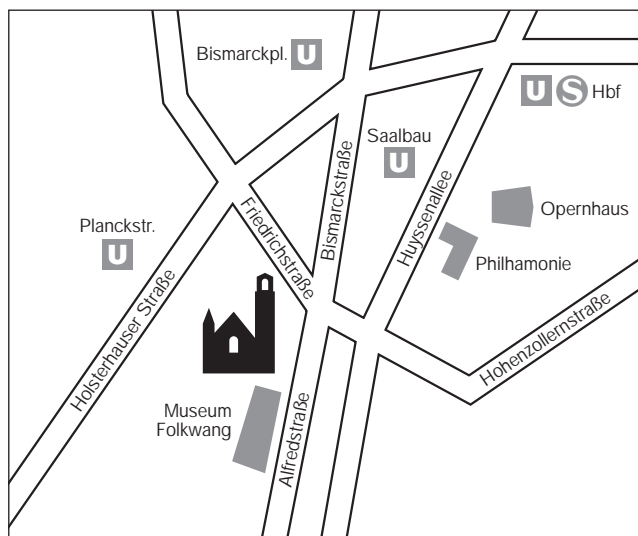 Bismarckpl. U
U S Hbf
Saalbau
U
Planckstr.
U
Friedrichstraße
Bismarckstraße
Huyssenallee
Opernhaus
Philhamonie
Holsterhauser Straße
Hohenzollernstraße
Museum
Folkwang
Alfredstraße